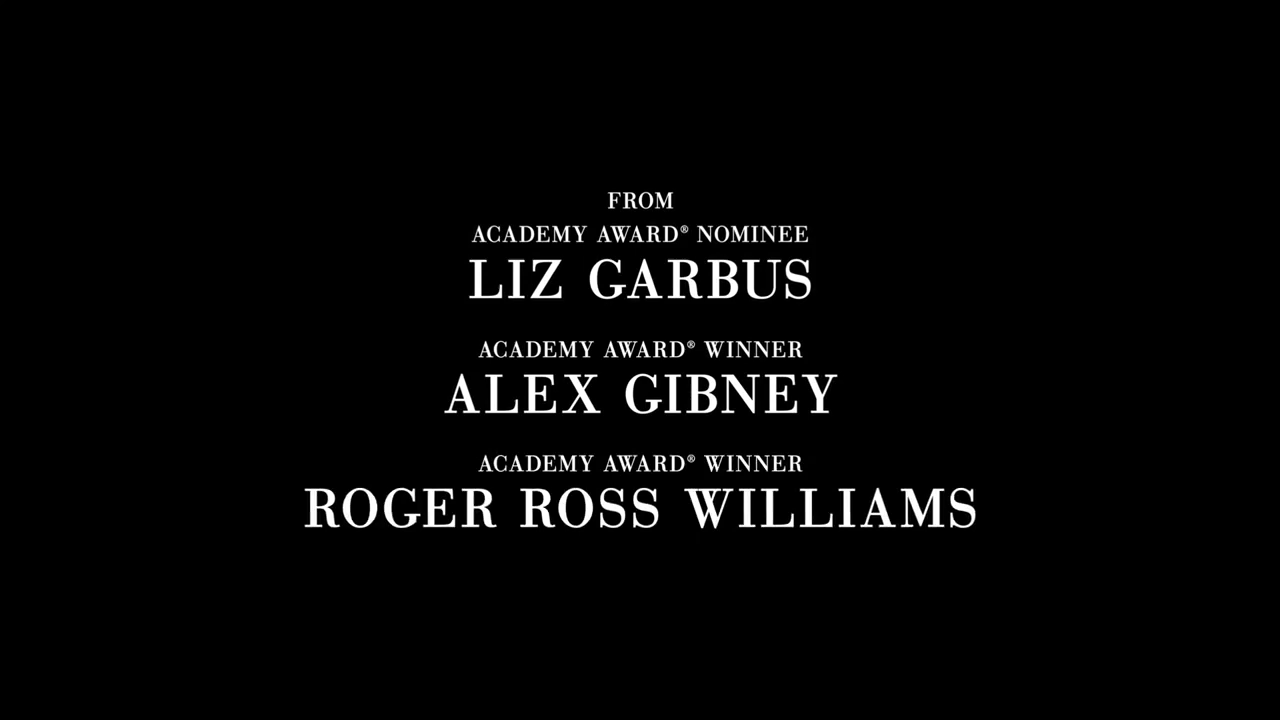 FROM
ACADEMY AWARD® NOMINEE
LIZ GARBUS
ACADEMY AWARD® WINNER
ALEX GIBNEY
ACADEMY AWARD® WINNER
ROGER ROSS WILLIAMS